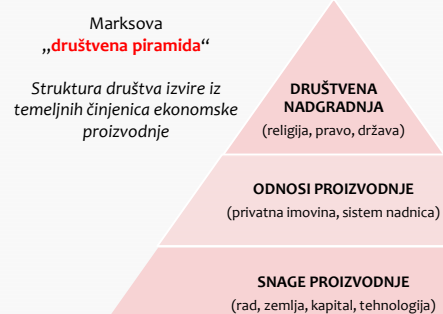 Marksova
„društvena piramida“
Struktura društva izvire iz
temeljnih činjenica ekonomske
proizvodnje
DRUŠTVENA
NADGRADNJA
(religija, pravo, država)
ODNOSI PROIZVODNJE
(privatna imovina, sistem nadnica)
SNAGE PROIZVODNJE
(rad, zemlja, kapital, tehnologija)